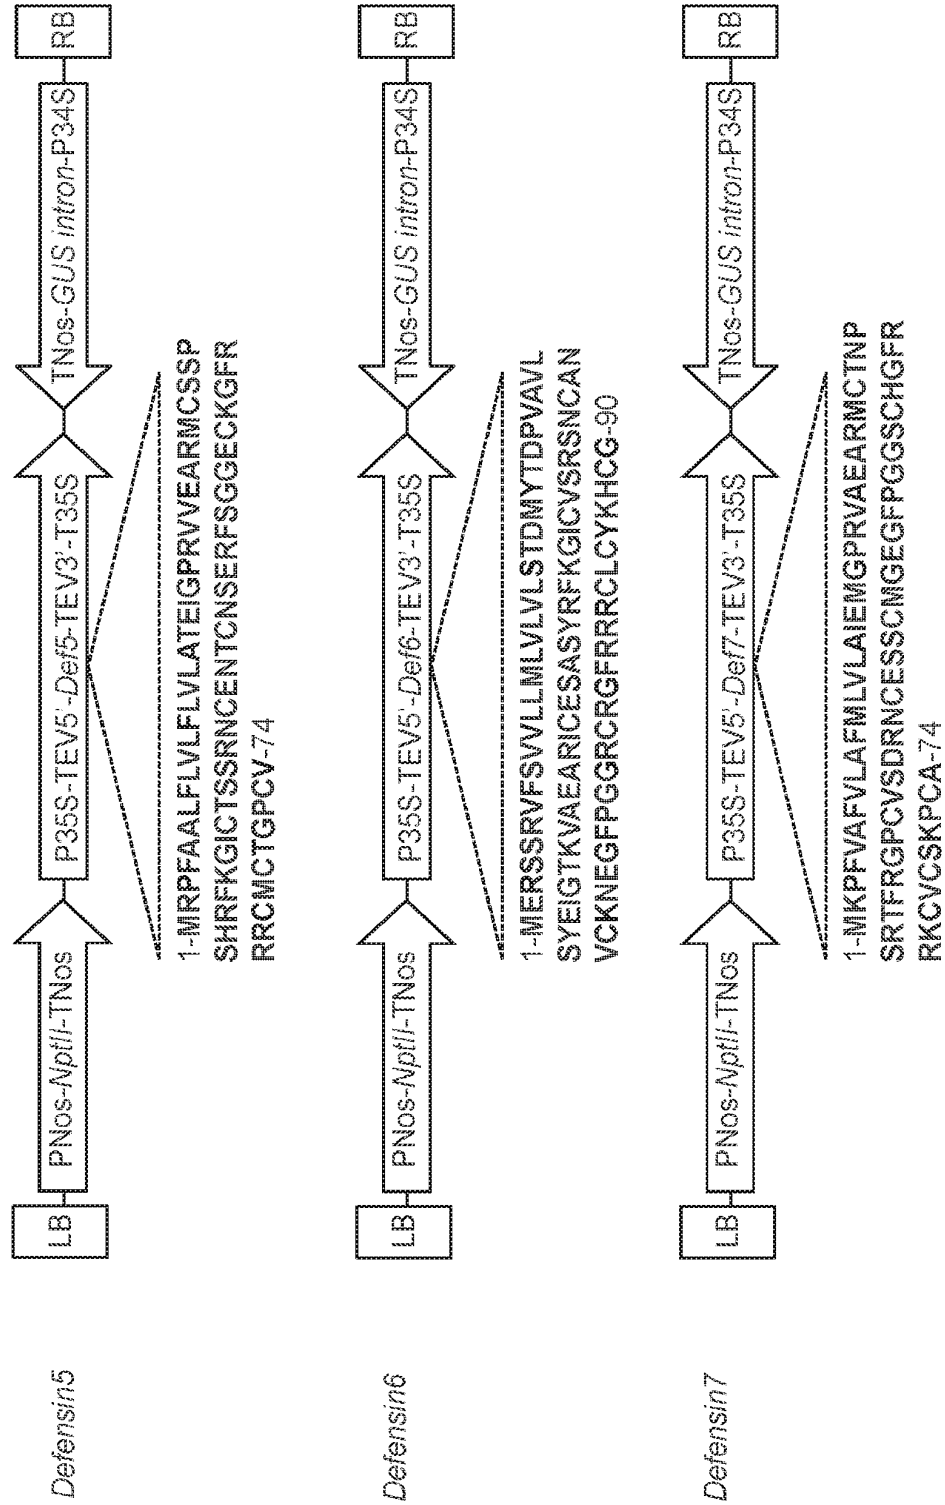 Defensin5
LB
PNos-NptII-TNos
P35S-TEV5'-Def5-TEV3'-T35S
TNos-GUS intron-P34S
RB
1-MRPFAALFLVLFLVLATEIGPRVVEARMCSSP
SHRFKGICTSSRNCENTCNSERFSGGECKGFR
RRCMCTGPCV-74
Defensin6
LB
PNos-NptII-TNos
P35S-TEV5'-Def6-TEV3'-T35S
TNos-GUS intron-P34S
RB
1-MERSSRVFSVVLLMLVLVLSTDMYTDPVAVL
SYEIGTKVAEARICESASYRFKGICVSRSNCAN
VCKNEGFPGGRCRGFRRRCLCYKHCG-90
Defensin7
LB
PNos-NptII-TNos
P35S-TEV5'-Def7-TEV3'-T35S
TNos-GUS intron-P34S
RB
1-MKPFVAFVLAFMLVLAIEMGPRVAEARMCTNP
SRTFRGPCVSDRNCESSCMGEGFPGGSCHGFR
RKCVCSKPCA-74